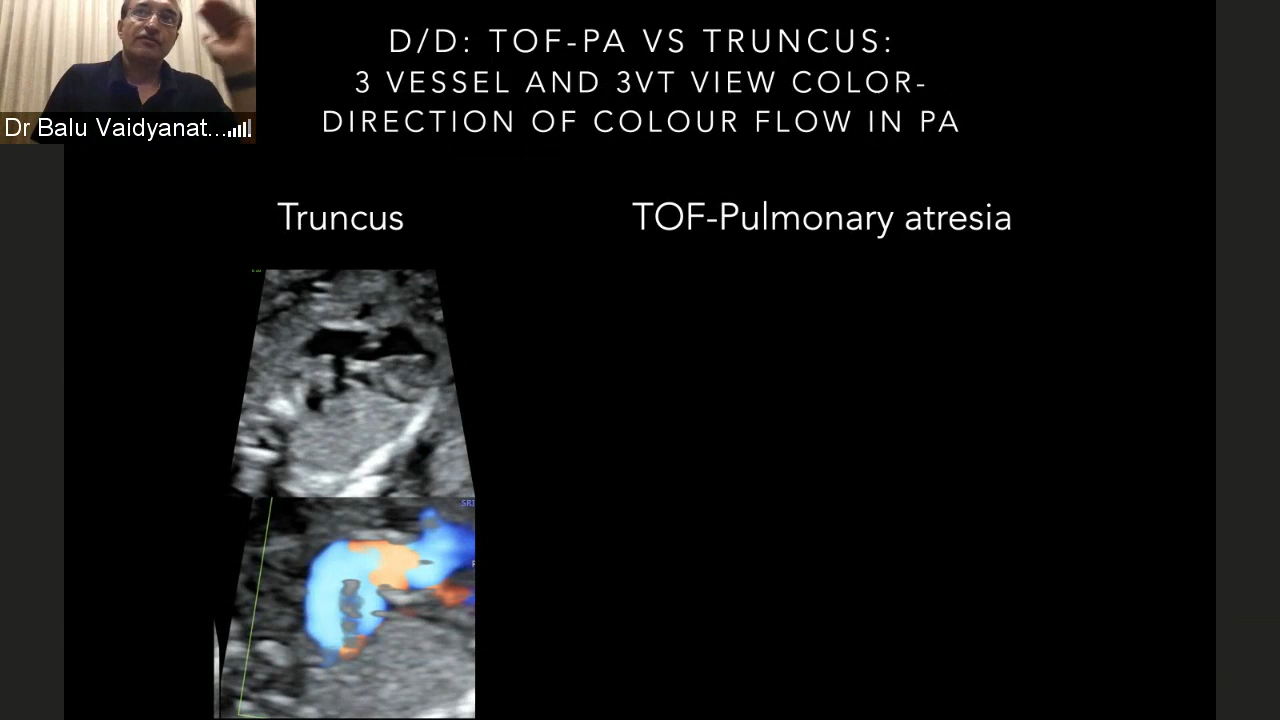 D/D: TOF-PA VS TRUNCUS:
3 VESSEL AND 3VT VIEW COLOR-
DIRECTION OF COLOUR FLOW IN PA
Dr Balu Vaidyanat...
Truncus
TOF-Pulmonary atresia
SRI